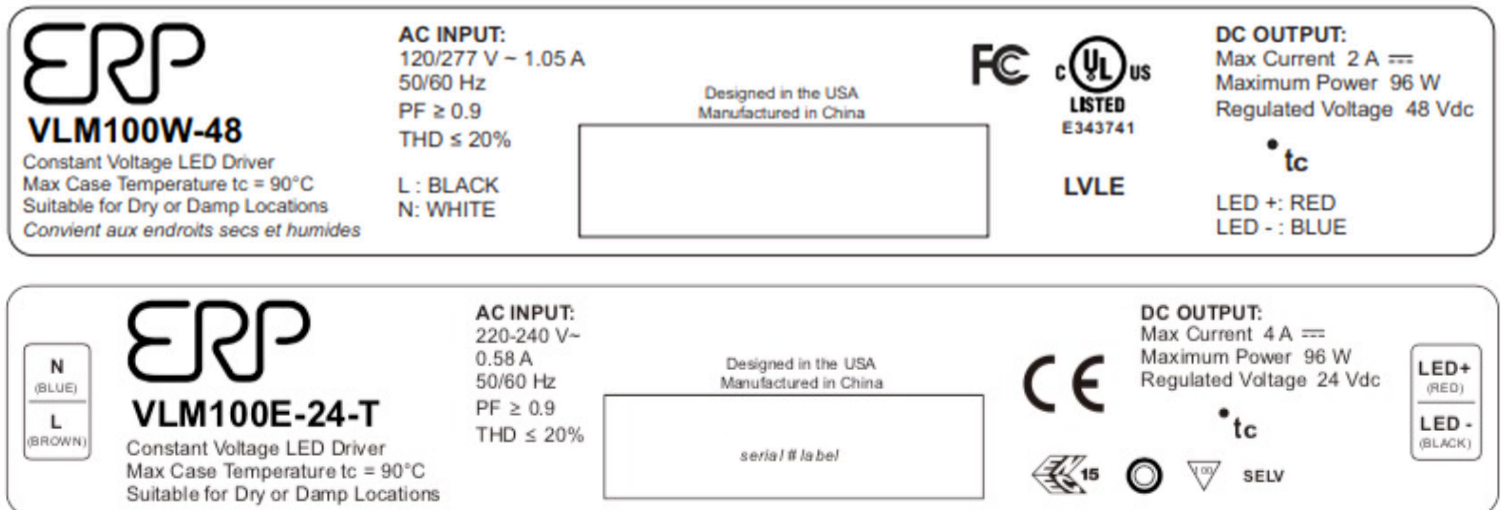 ERP
VLM100W-48
Constant Voltage LED Driver
Max Case Temperature tc = 90°C
Suitable for Dry or Damp Locations
Convient aux endroits secs et humides
AC INPUT:
120/277 V ~ 1.05 A
50/60 Hz
PF ≥ 0.9
THD ≤ 20%
L : BLACK
N: WHITE
Designed in the USA
Manufactured in China
FC
c UL US
LISTED
E343741
LVLE
DC OUTPUT:
Max Current 2 A ⎓
Maximum Power 96 W
Regulated Voltage 48 Vdc
tc
LED +: RED
LED - : BLUE
N
(BLUE)
L
(BROWN)
ERP
VLM100E-24-T
Constant Voltage LED Driver
Max Case Temperature tc = 90°C
Suitable for Dry or Damp Locations
AC INPUT:
220-240 V~
0.58 A
50/60 Hz
PF ≥ 0.9
THD ≤ 20%
Designed in the USA
Manufactured in China
serial # label
CE
15
SELV
DC OUTPUT:
Max Current 4 A ⎓
Maximum Power 96 W
Regulated Voltage 24 Vdc
tc
LED+
(RED)
LED -
(BLACK)